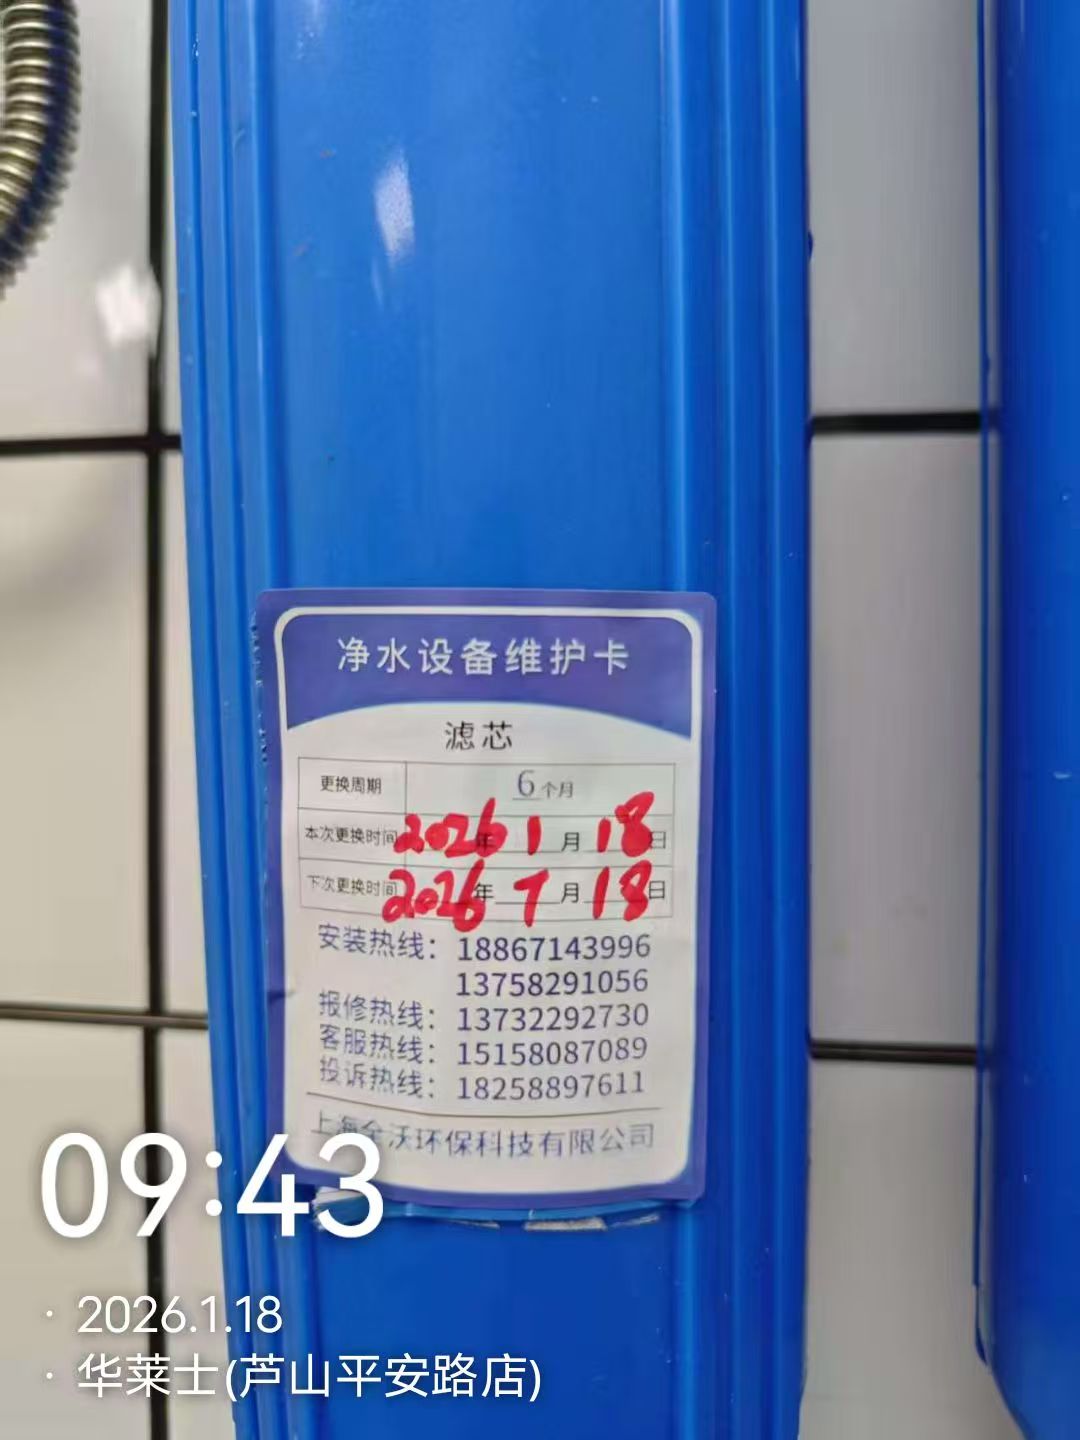 净水设备维护卡
滤芯
更换周期 6个月
本次更换时间 2026年1月18日
下次更换时间 2026年7月18日
安装热线：18867143996
13758291056
报修热线：13732292730
客服热线：15158087089
投诉热线：18258897611
上海全沃环保科技有限公司
09:43
· 2026.1.18
· 华莱士(芦山平安路店)